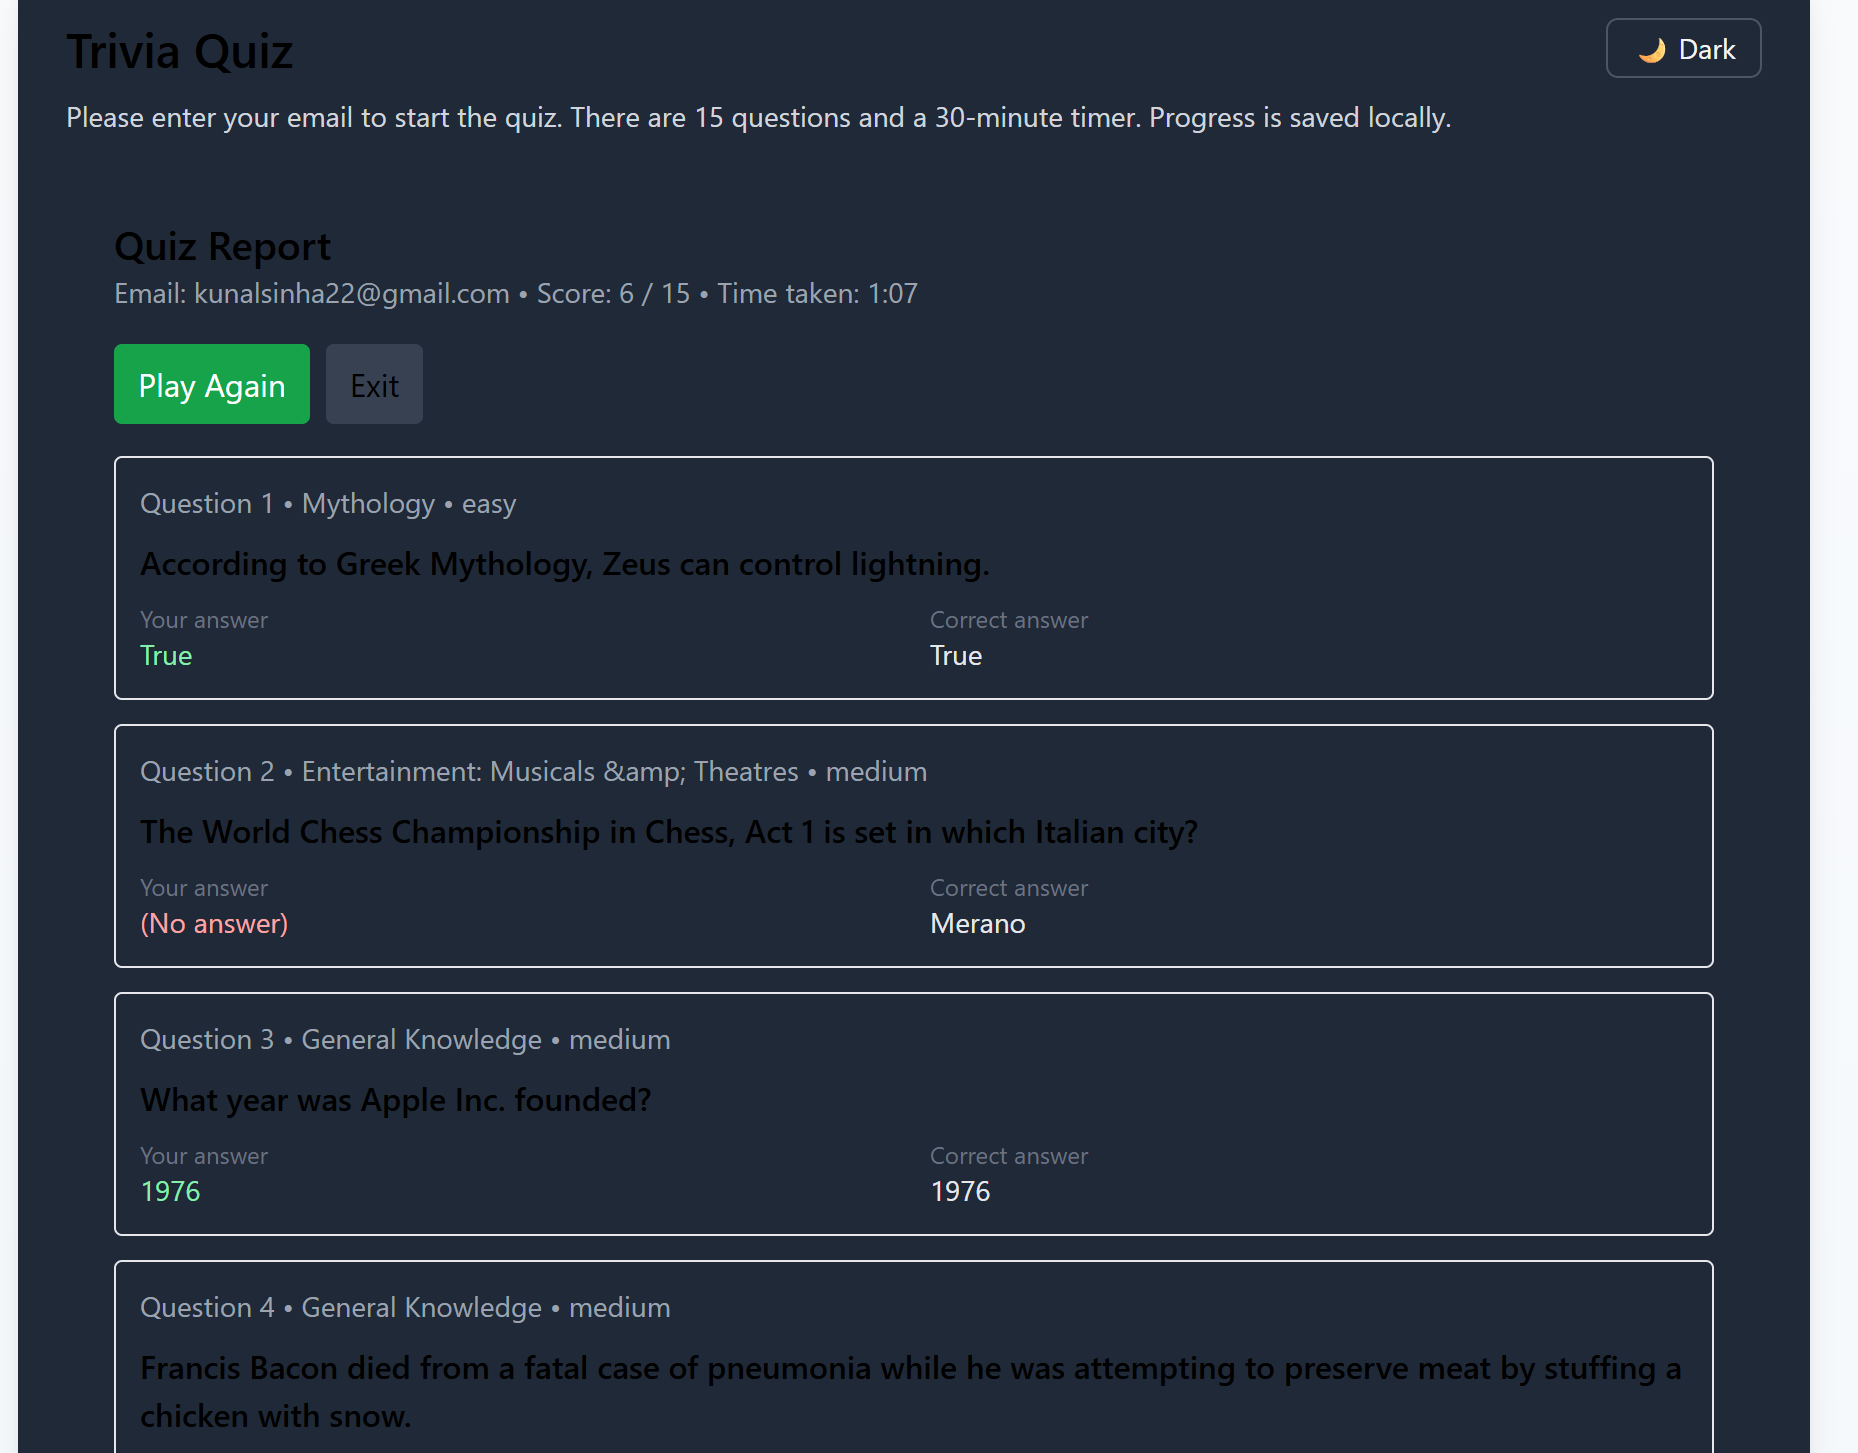 Trivia Quiz
🌙 Dark
Please enter your email to start the quiz. There are 15 questions and a 30-minute timer. Progress is saved locally.
Quiz Report
Email: kunalsinha22@gmail.com • Score: 6 / 15 • Time taken: 1:07
Play Again
Exit
Question 1 • Mythology • easy
According to Greek Mythology, Zeus can control lightning.
Your answer
True
Correct answer
True
Question 2 • Entertainment: Musicals &amp; Theatres • medium
The World Chess Championship in Chess, Act 1 is set in which Italian city?
Your answer
(No answer)
Correct answer
Merano
Question 3 • General Knowledge • medium
What year was Apple Inc. founded?
Your answer
1976
Correct answer
1976
Question 4 • General Knowledge • medium
Francis Bacon died from a fatal case of pneumonia while he was attempting to preserve meat by stuffing a
chicken with snow.